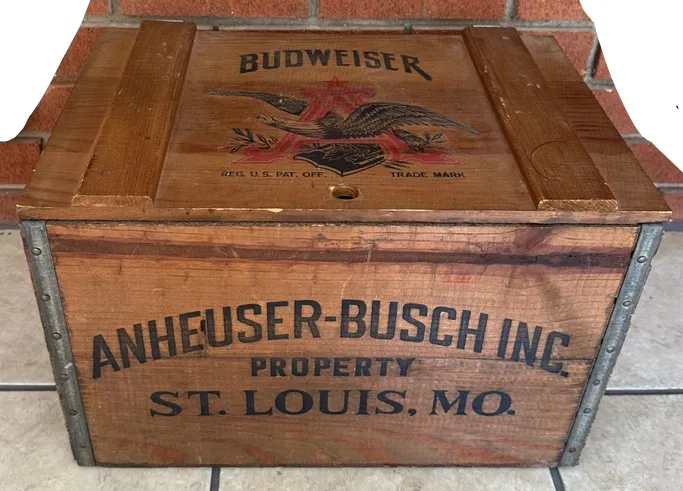 BUDWEISER
REG. U.S. PAT. OFF. TRADE MARK
ANHEUSER-BUSCH INC.
PROPERTY
ST. LOUIS, MO.